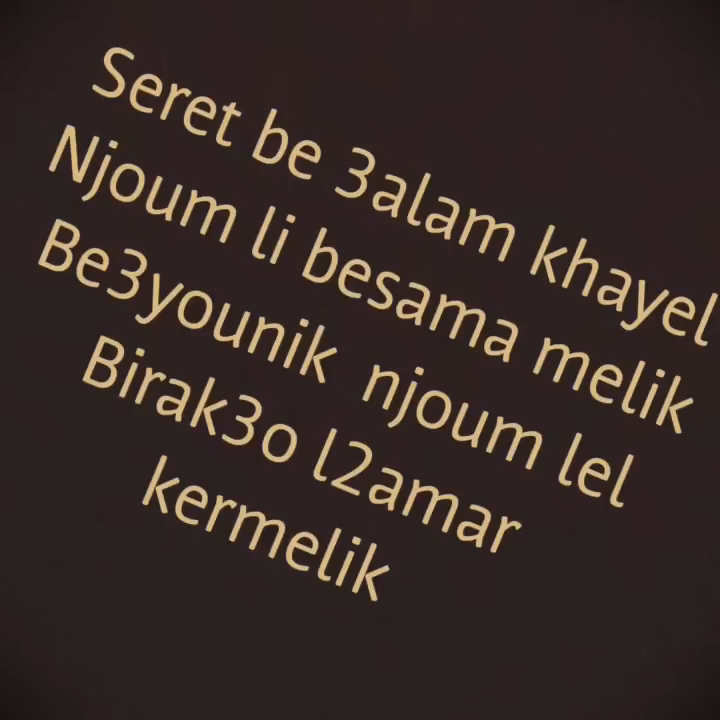 Seret be 3alam khayel
Njoum li besama melik
Be3younik njoum lel
Birak3o l2amar
kermelik